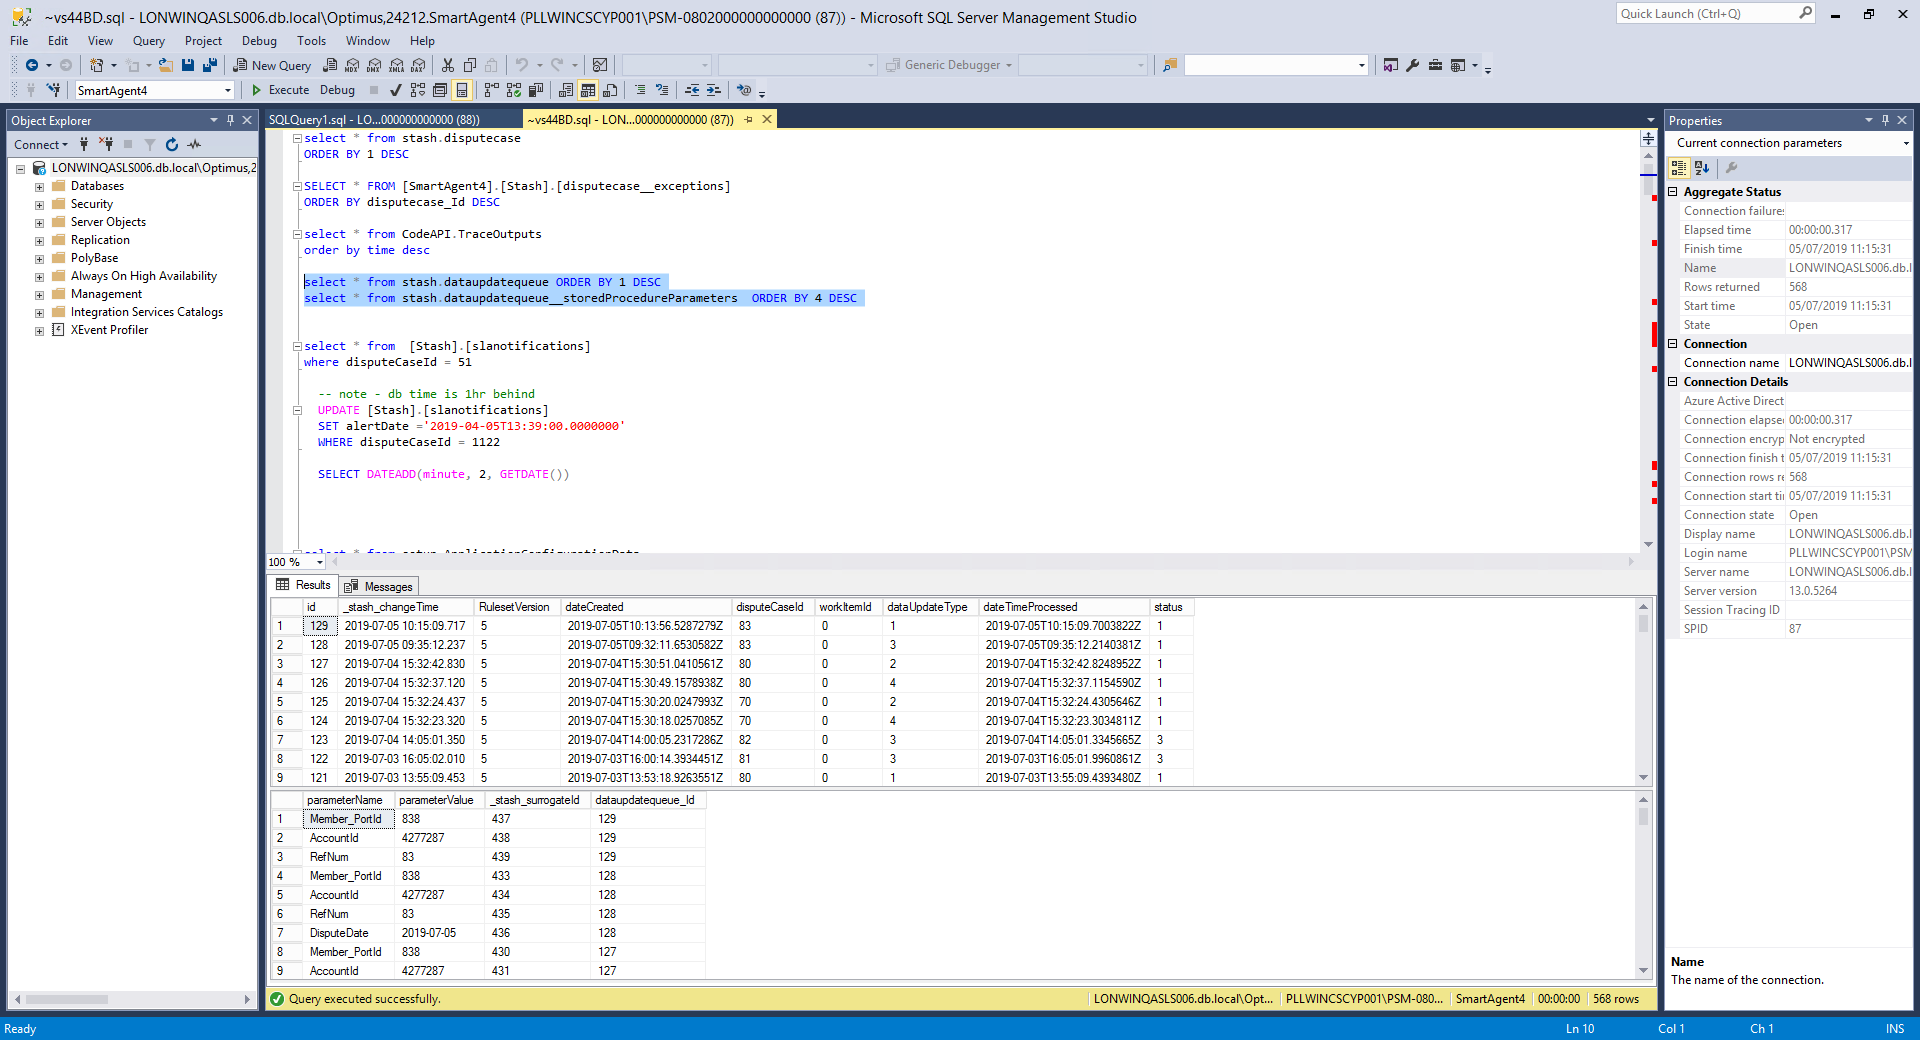 ~vs44BD.sql - LONWINQASLS006.db.local\Optimus,24212.SmartAgent4 (PLLWINCSCYP001\PSM-0802000000000000 (87)) - Microsoft SQL Server Management Studio
Quick Launch (Ctrl+Q)
File Edit View Query Project Debug Tools Window Help
New Query MDX DMX XMLA DAX Generic Debugger
SmartAgent4 Execute Debug
Object Explorer
Connect
LONWINQASLS006.db.local\Optimus,2
Databases
Security
Server Objects
Replication
PolyBase
Always On High Availability
Management
Integration Services Catalogs
XEvent Profiler
SQLQuery1.sql - LO...000000000000 (88)) ~vs44BD.sql - LON...000000000000 (87))
select * from stash.disputecase
ORDER BY 1 DESC
SELECT * FROM [SmartAgent4].[Stash].[disputecase__exceptions]
ORDER BY disputecase_Id DESC
select * from CodeAPI.TraceOutputs
order by time desc
select * from stash.dataupdatequeue ORDER BY 1 DESC
select * from stash.dataupdatequeue__storedProcedureParameters ORDER BY 4 DESC
select * from [Stash].[slanotifications]
where disputeCaseId = 51
-- note - db time is 1hr behind
UPDATE [Stash].[slanotifications]
SET alertDate ='2019-04-05T13:39:00.0000000'
WHERE disputeCaseId = 1122
SELECT DATEADD(minute, 2, GETDATE())
select * from setup.ApplicationConfigurationData
100 %
Results Messages
id _stash_changeTime RulesetVersion dateCreated disputeCaseId workItemId dataUpdateType dateTimeProcessed status
1 129 2019-07-05 10:15:09.717 5 2019-07-05T10:13:56.5287279Z 83 0 1 2019-07-05T10:15:09.7003822Z 1
2 128 2019-07-05 09:35:12.237 5 2019-07-05T09:32:11.6530582Z 83 0 3 2019-07-05T09:35:12.2140381Z 1
3 127 2019-07-04 15:32:42.830 5 2019-07-04T15:30:51.0410561Z 80 0 2 2019-07-04T15:32:42.8248952Z 1
4 126 2019-07-04 15:32:37.120 5 2019-07-04T15:30:49.1578938Z 80 0 4 2019-07-04T15:32:37.1154590Z 1
5 125 2019-07-04 15:32:24.437 5 2019-07-04T15:30:20.0247993Z 70 0 2 2019-07-04T15:32:24.4305646Z 1
6 124 2019-07-04 15:32:23.320 5 2019-07-04T15:30:18.0257085Z 70 0 4 2019-07-04T15:32:23.3034811Z 1
7 123 2019-07-04 14:05:01.350 5 2019-07-04T14:00:05.2317286Z 82 0 3 2019-07-04T14:05:01.3345665Z 3
8 122 2019-07-03 16:05:02.010 5 2019-07-03T16:00:14.3934451Z 81 0 3 2019-07-03T16:05:01.9960861Z 3
9 121 2019-07-03 13:55:09.453 5 2019-07-03T13:53:18.9263551Z 80 0 1 2019-07-03T13:55:09.4393480Z 1
parameterName parameterValue _stash_surrogateId dataupdatequeue_Id
1 Member_PortId 838 437 129
2 AccountId 4277287 438 129
3 RefNum 83 439 129
4 Member_PortId 838 433 128
5 AccountId 4277287 434 128
6 RefNum 83 435 128
7 DisputeDate 2019-07-05 436 128
8 Member_PortId 838 430 127
9 AccountId 4277287 431 127
Query executed successfully. LONWINQASLS006.db.local\Opt... PLLWINCSCYP001\PSM-080... SmartAgent4 00:00:00 568 rows
Properties
Current connection parameters
Aggregate Status
Connection failures
Elapsed time 00:00:00.317
Finish time 05/07/2019 11:15:31
Name LONWINQASLS006.db.l
Rows returned 568
Start time 05/07/2019 11:15:31
State Open
Connection
Connection name LONWINQASLS006.db.l
Connection Details
Azure Active Direct
Connection elapse 00:00:00.317
Connection encryp Not encrypted
Connection finish t 05/07/2019 11:15:31
Connection rows re 568
Connection start ti 05/07/2019 11:15:31
Connection state Open
Display name LONWINQASLS006.db.l
Login name PLLWINCSCYP001\PSM
Server name LONWINQASLS006.db.l
Server version 13.0.5264
Session Tracing ID
SPID 87
Name
The name of the connection.
Ready Ln 10 Col 1 Ch 1 INS